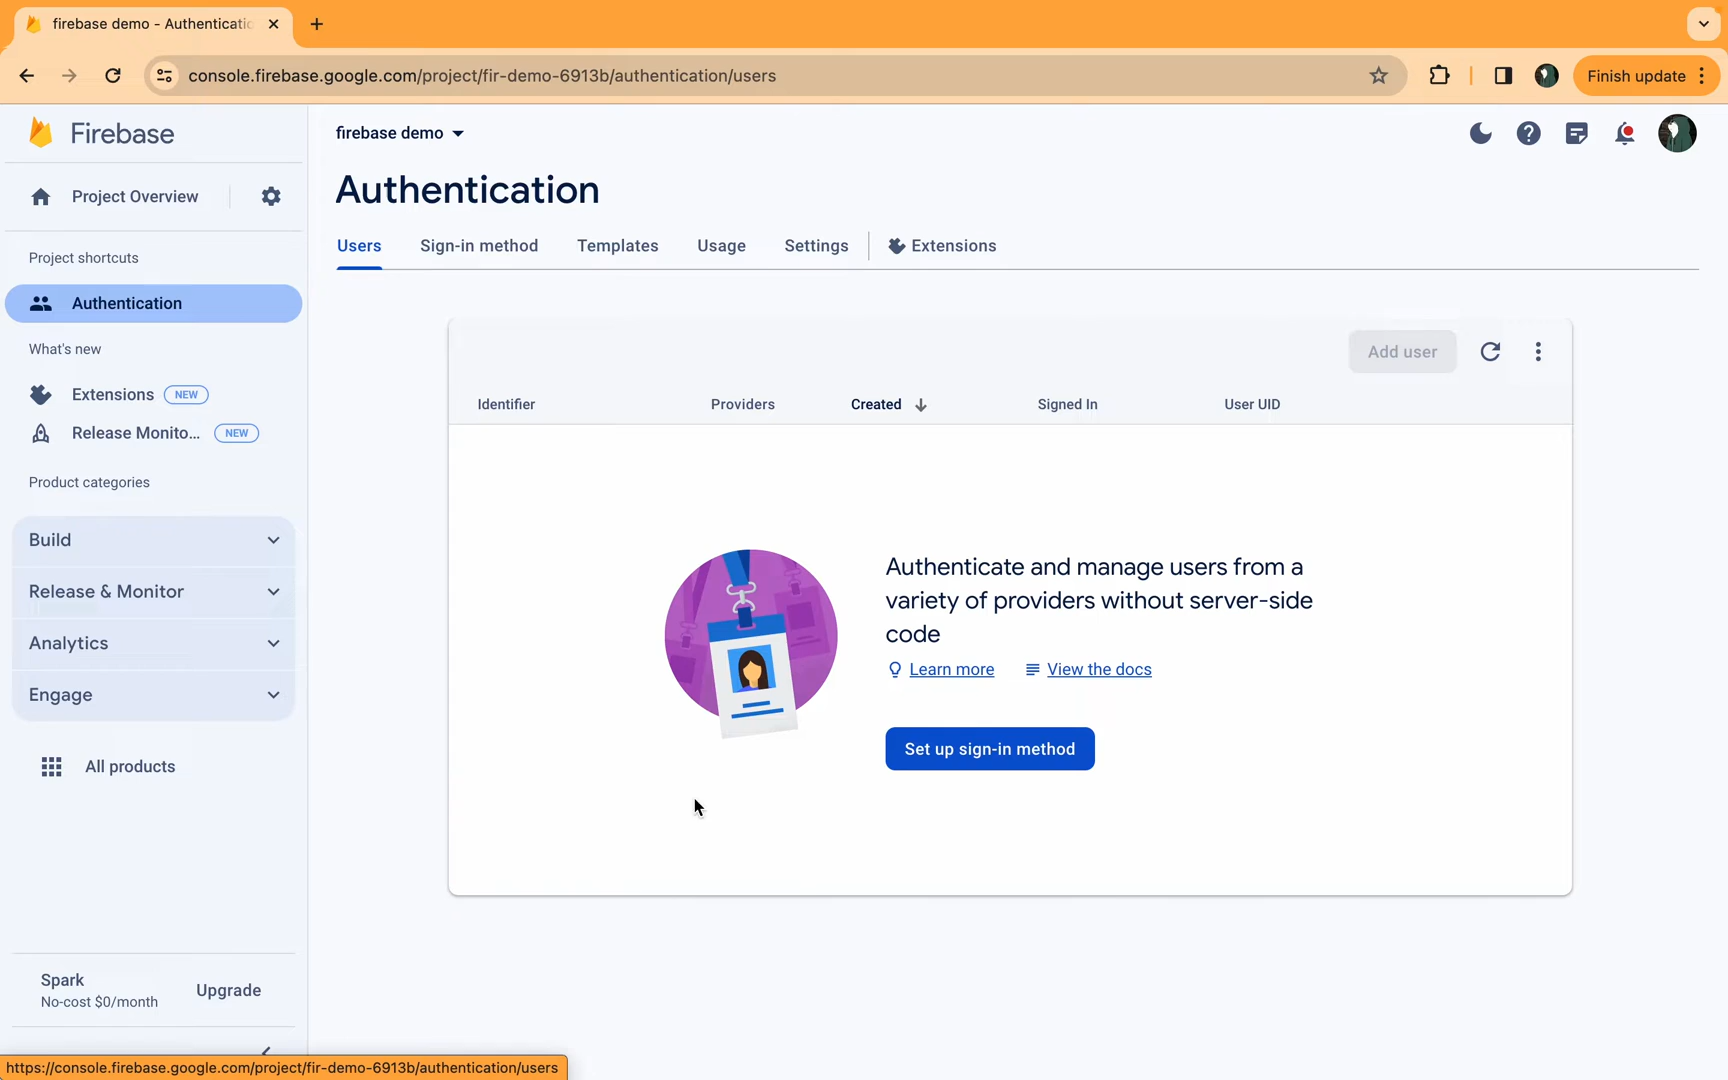 firebase demo - Authenticatio
console.firebase.google.com/project/fir-demo-6913b/authentication/users
Finish update
Firebase
firebase demo
Project Overview
Authentication
Users
Sign-in method
Templates
Usage
Settings
Extensions
Project shortcuts
Authentication
What's new
Extensions NEW
Release Monito... NEW
Product categories
Build
Release & Monitor
Analytics
Engage
All products
Spark
No-cost $0/month
Upgrade
Add user
Identifier
Providers
Created
Signed In
User UID
Authenticate and manage users from a
variety of providers without server-side
code
Learn more
View the docs
Set up sign-in method
https://console.firebase.google.com/project/fir-demo-6913b/authentication/users